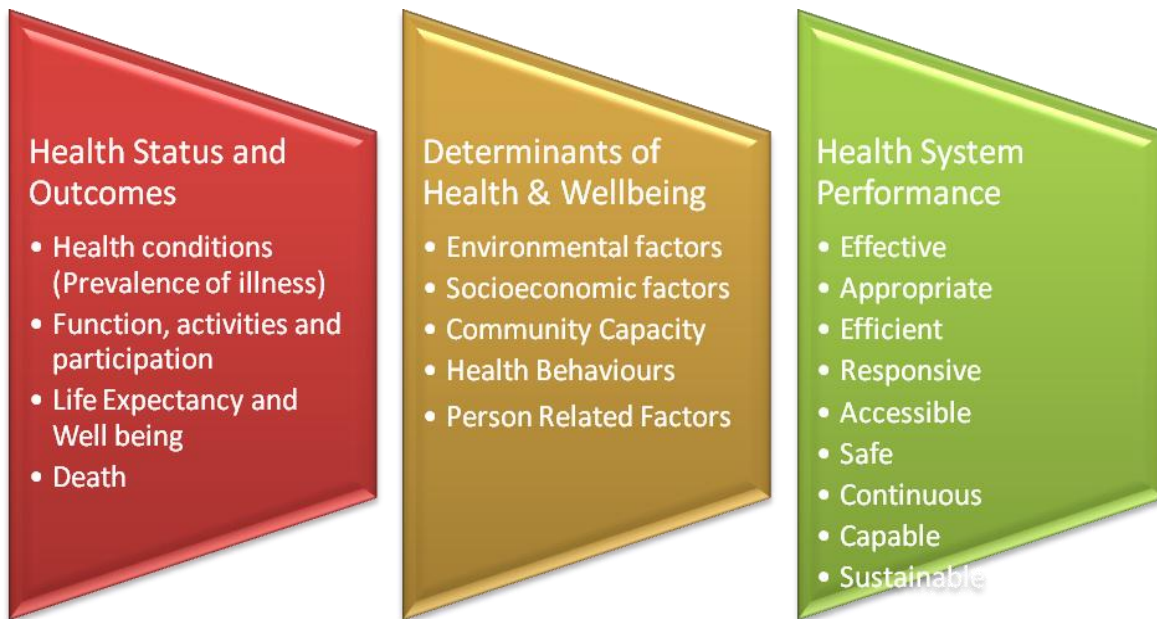 Health Status and
Outcomes
• Health conditions
(Prevalence of illness)
• Function, activities and
participation
• Life Expectancy and
Well being
• Death
Determinants of
Health & Wellbeing
• Environmental factors
• Socioeconomic factors
• Community Capacity
• Health Behaviours
• Person Related Factors
Health System
Performance
• Effective
• Appropriate
• Efficient
• Responsive
• Accessible
• Safe
• Continuous
• Capable
• Sustainable